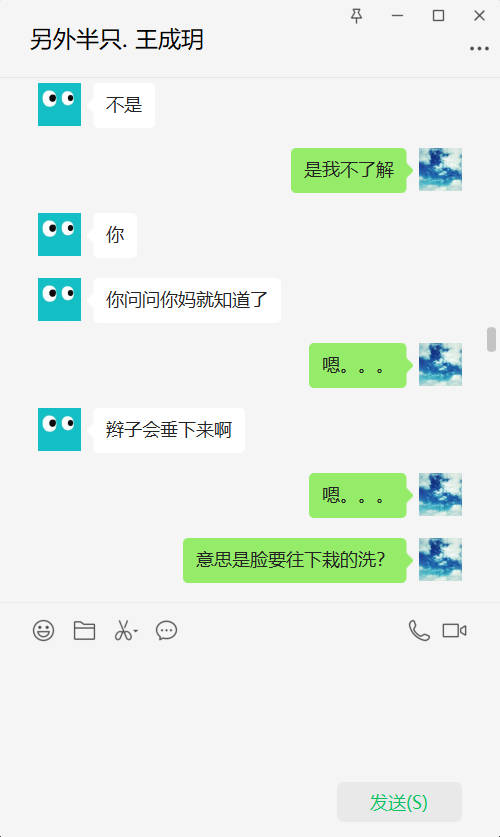 另外半只. 王成玥
不是
是我不了解
你
你问问你妈就知道了
嗯。。。
辫子会垂下来啊
嗯。。。
意思是脸要往下栽的洗?
发送(S)